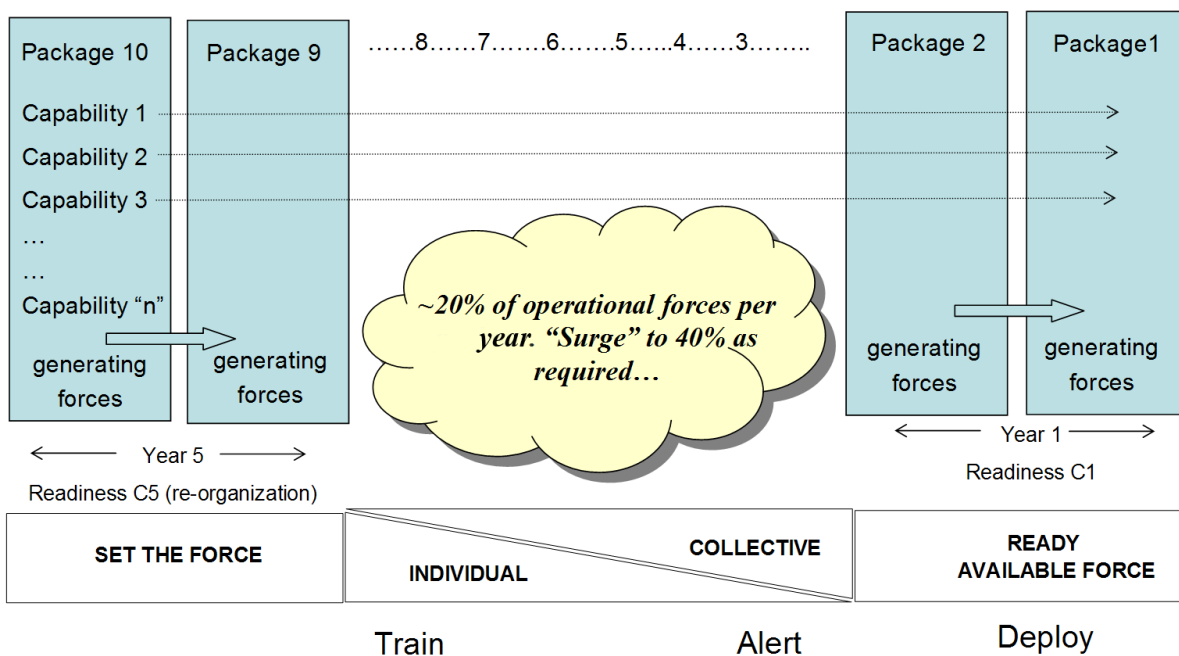 Package 10
Package 9
……8……7……6……5…..4……3……..
Package 2
Package1
Capability 1
Capability 2
Capability 3
…
…
Capability “n”
generating
forces
generating
forces
~20% of operational forces per
year. “Surge” to 40% as
required…
generating
forces
generating
forces
Year 5
Readiness C5 (re-organization)
Year 1
Readiness C1
SET THE FORCE
INDIVIDUAL
COLLECTIVE
READY
AVAILABLE FORCE
Train
Alert
Deploy